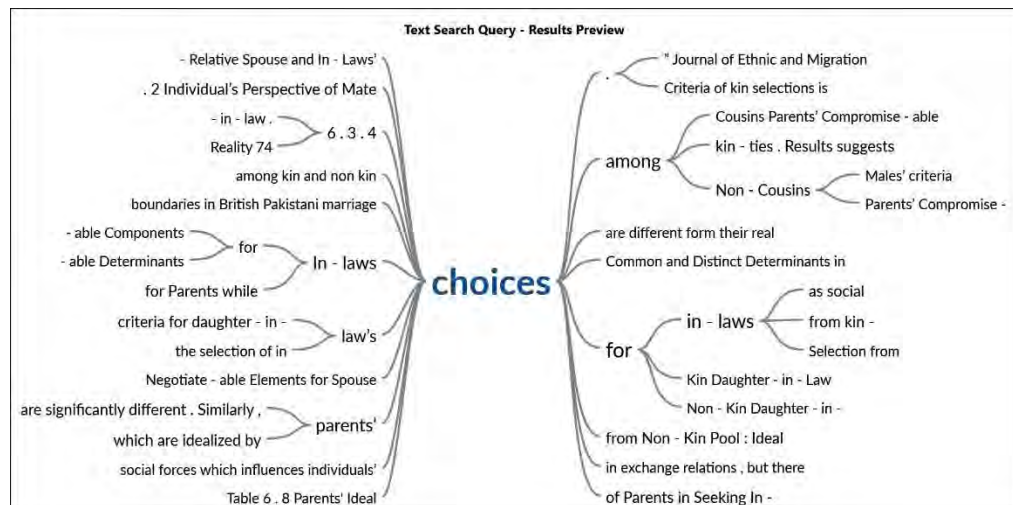 Text Search Query - Results Preview
- Relative Spouse and In - Laws'
. 2 Individual's Perspective of Mate
- in - law .
Reality 74
6 . 3 . 4
among kin and non kin
boundaries in British Pakistani marriage
- able Components
- able Determinants
for
for Parents while
In - laws
criteria for daughter - in -
the selection of in
law's
Negotiate - able Elements for Spouse
are significantly different . Similarly ,
which are idealized by
parents'
social forces which influences individuals'
Table 6 . 8 Parents' Ideal
choices
.
" Journal of Ethnic and Migration
Criteria of kin selections is
among
Cousins Parents' Compromise - able
kin - ties . Results suggests
Non - Cousins
Males' criteria
Parents' Compromise -
are different form their real
Common and Distinct Determinants in
for
in - laws
as social
from kin -
Selection from
Kin Daughter - in - Law
Non - Kin Daughter - in -
from Non - Kin Pool : Ideal
in exchange relations , but there
of Parents in Seeking In -